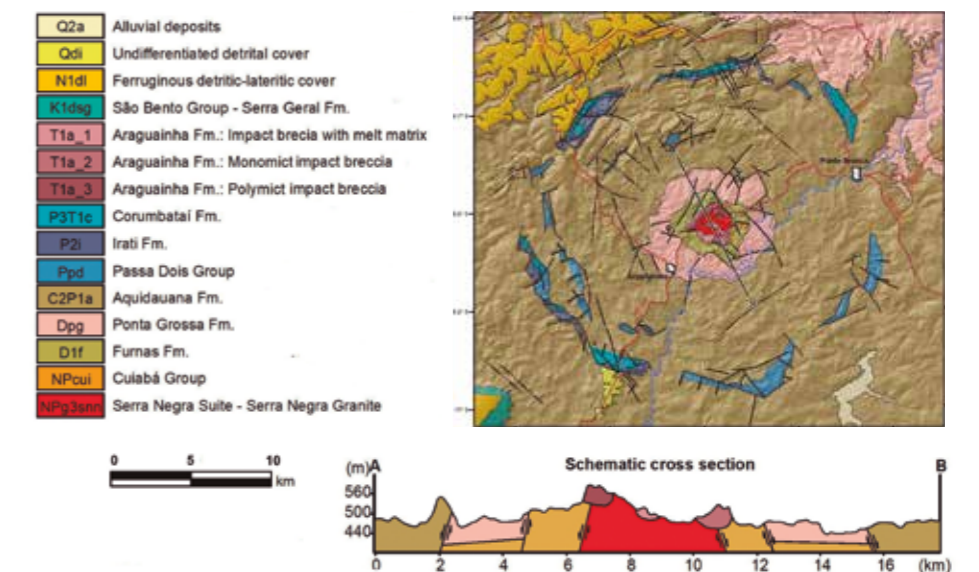 Q2a Alluvial deposits
Qdi Undifferentiated detrital cover
N1dl Ferruginous detritic-lateritic cover
K1dsg São Bento Group - Serra Geral Fm.
T1a_1 Araguainha Fm.: Impact brecia with melt matrix
T1a_2 Araguainha Fm.: Monomict impact breccia
T1a_3 Araguainha Fm.: Polymict impact breccia
P3T1c Corumbataí Fm.
P2i Irati Fm.
Ppd Passa Dois Group
C2P1a Aquidauana Fm.
Dpg Ponta Grossa Fm.
D1f Furnas Fm.
NPcui Cuiabá Group
NPg3snn Serra Negra Suite - Serra Negra Granite
0 5 10
km
Schematic cross section
(m) A B
560
500
440
0 2 4 6 8 10 12 14 16 (km)